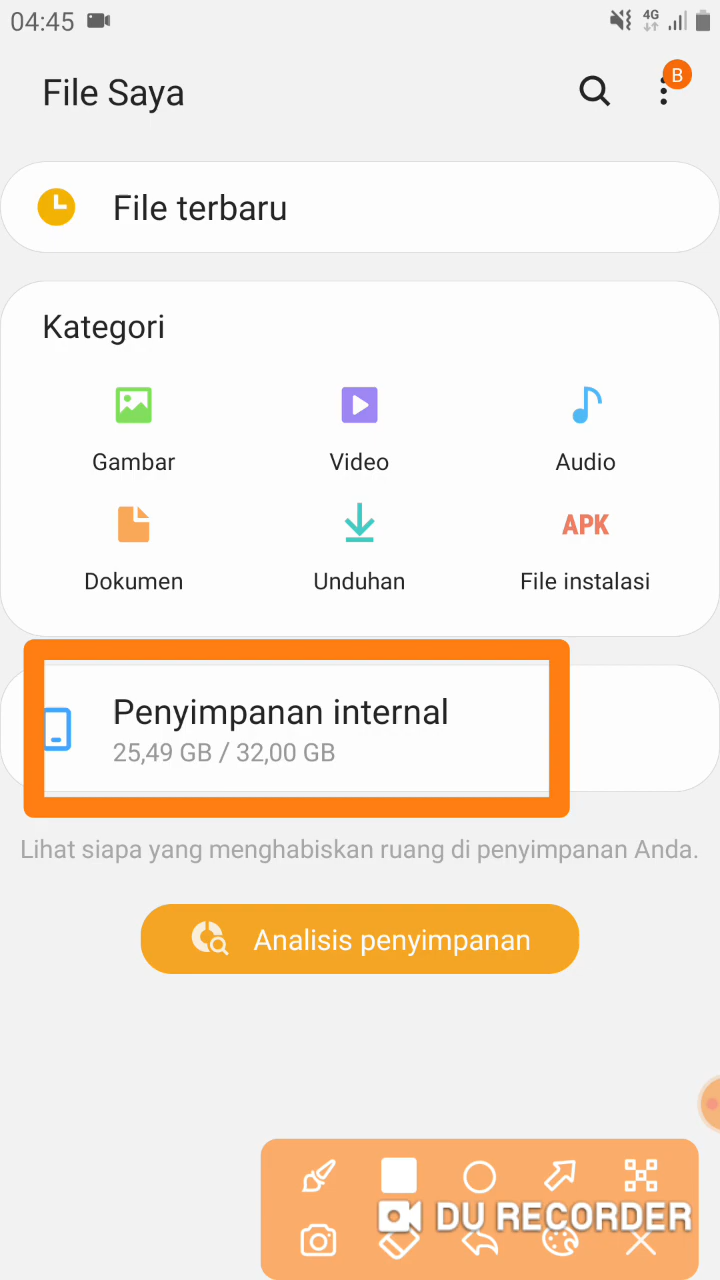 04:45
4G
File Saya
B
File terbaru
Kategori
Gambar
Video
Audio
APK
Dokumen
Unduhan
File instalasi
Penyimpanan internal
25,49 GB / 32,00 GB
Lihat siapa yang menghabiskan ruang di penyimpanan Anda.
Analisis penyimpanan
DU RECORDER